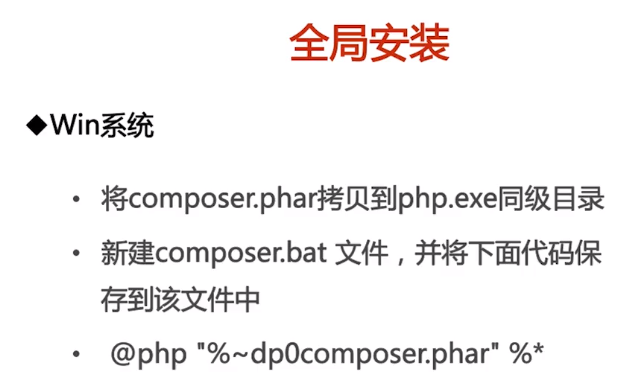 全局安装
◆Win系统
• 将composer.phar拷贝到php.exe同级目录
• 新建composer.bat 文件，并将下面代码保
存到该文件中
• @php "%~dp0composer.phar" %*